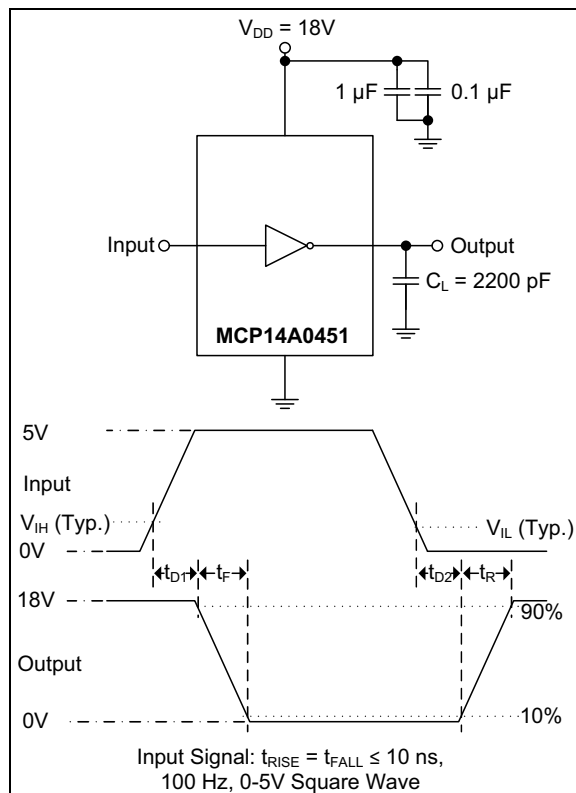 V_DD = 18V
1 µF 0.1 µF
Input Output
C_L = 2200 pF
MCP14A0451
5V
Input
V_IH (Typ.) V_IL (Typ.)
0V
t_D1 t_F t_D2 t_R
18V 90%
Output
0V 10%
Input Signal: t_RISE = t_FALL ≤ 10 ns,
100 Hz, 0-5V Square Wave